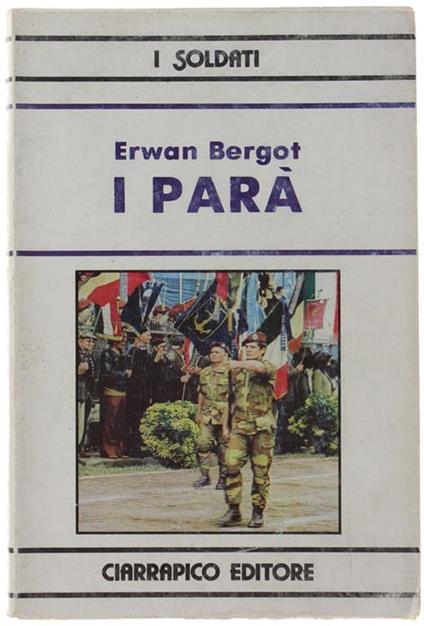 I SOLDATI
Erwan Bergot
I PARÀ
CIARRAPICO EDITORE